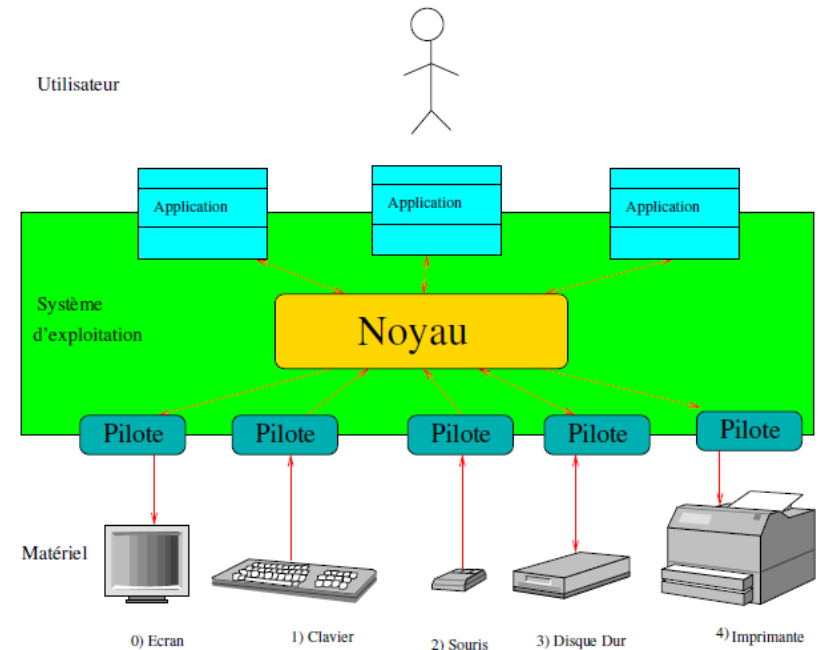 Utilisateur
Application
Application
Application
Système
d'exploitation
Noyau
Pilote
Pilote
Pilote
Pilote
Pilote
Matériel
0) Ecran
1) Clavier
2) Souris
3) Disque Dur
4) Imprimante